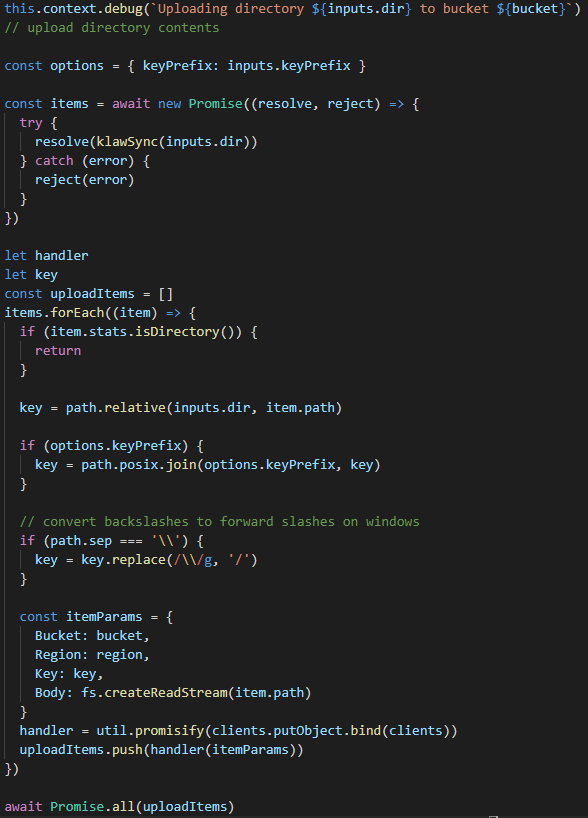 this.context.debug(`Uploading directory ${inputs.dir} to bucket ${bucket}`)
// upload directory contents
const options = { keyPrefix: inputs.keyPrefix }
const items = await new Promise((resolve, reject) => {
try {
resolve(klawSync(inputs.dir))
} catch (error) {
reject(error)
}
})
let handler
let key
const uploadItems = []
items.forEach((item) => {
if (item.stats.isDirectory()) {
return
}
key = path.relative(inputs.dir, item.path)
if (options.keyPrefix) {
key = path.posix.join(options.keyPrefix, key)
}
// convert backslashes to forward slashes on windows
if (path.sep === '\\') {
key = key.replace(/\\/g, '/')
}
const itemParams = {
Bucket: bucket,
Region: region,
Key: key,
Body: fs.createReadStream(item.path)
}
handler = util.promisify(clients.putObject.bind(clients))
uploadItems.push(handler(itemParams))
})
await Promise.all(uploadItems)